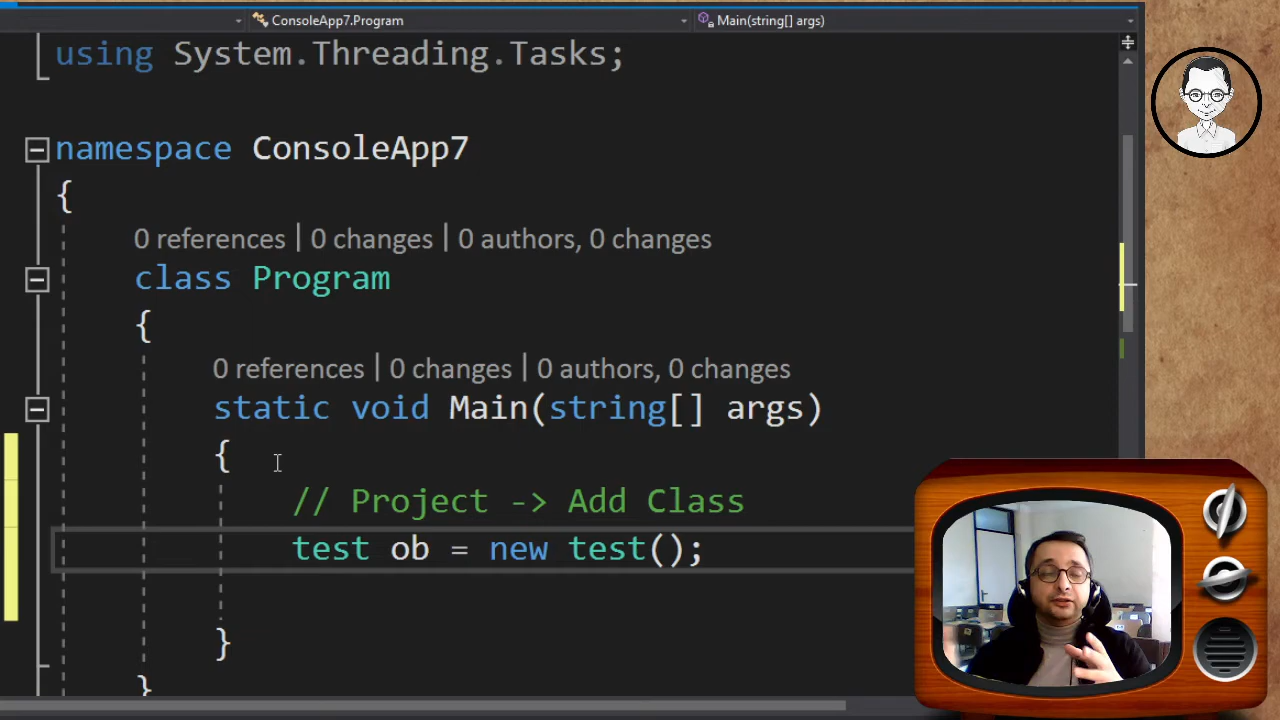 ConsoleApp7.Program
Main(string[] args)
using System.Threading.Tasks;
namespace ConsoleApp7
{
0 references | 0 changes | 0 authors, 0 changes
class Program
{
0 references | 0 changes | 0 authors, 0 changes
static void Main(string[] args)
{
// Project -> Add Class
test ob = new test();
}
}